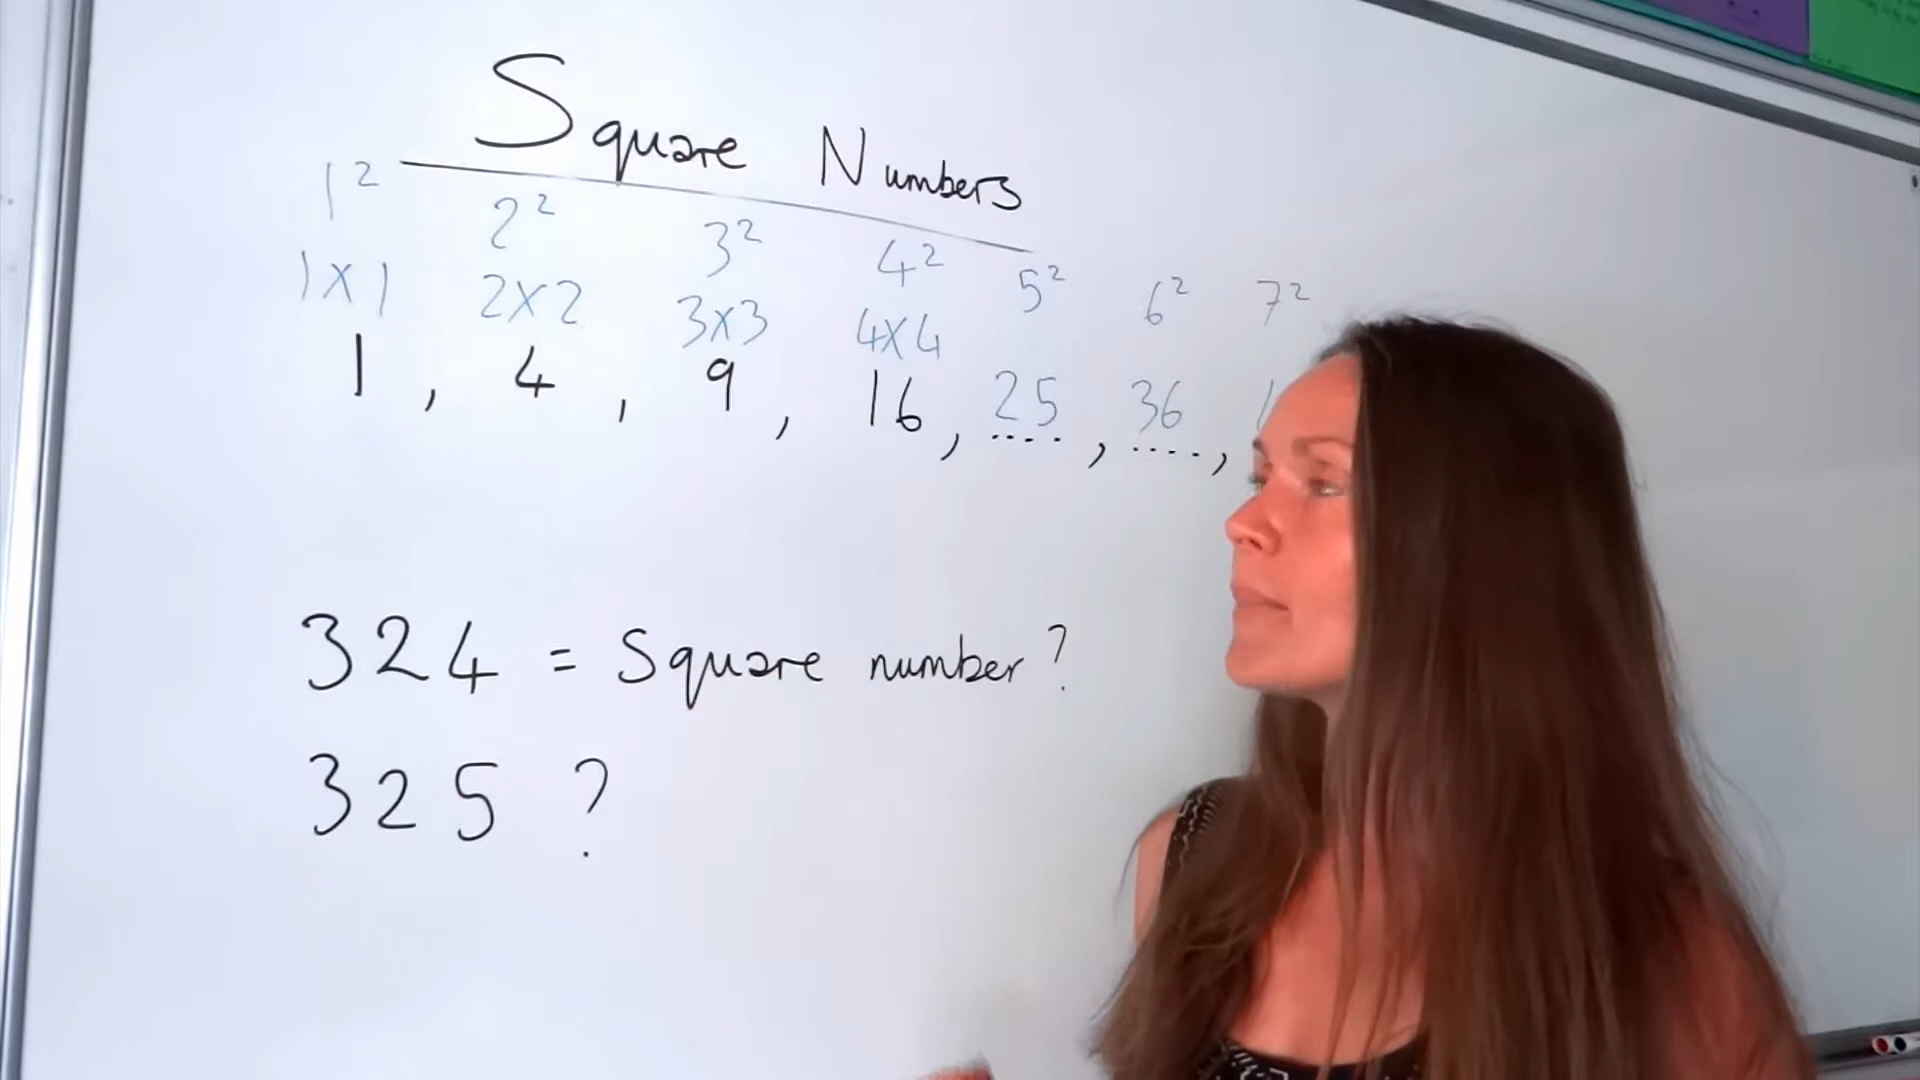 Square Numbers
1² 2² 3² 4² 5² 6² 7²
1x1 2x2 3x3 4x4
1 , 4 , 9 , 16 , 25 , 36 ,
324 = Square number?
325 ?